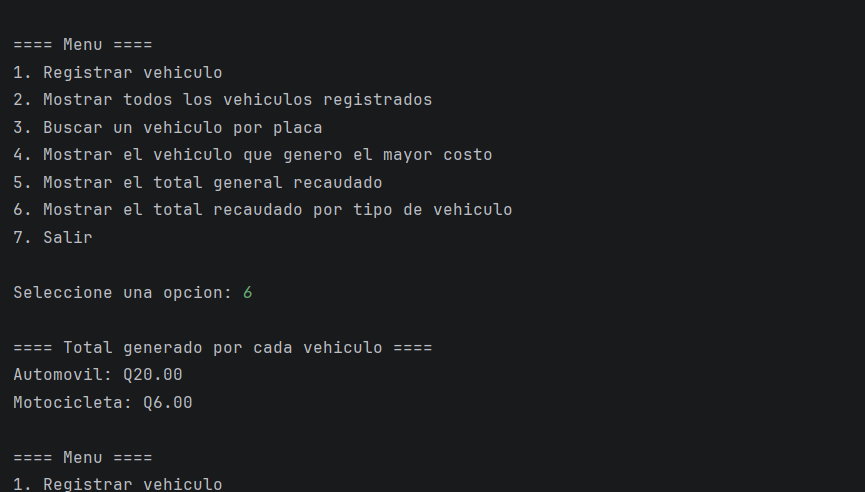 ==== Menu ====
1. Registrar vehiculo
2. Mostrar todos los vehiculos registrados
3. Buscar un vehiculo por placa
4. Mostrar el vehiculo que genero el mayor costo
5. Mostrar el total general recaudado
6. Mostrar el total recaudado por tipo de vehiculo
7. Salir
Seleccione una opcion: 6
==== Total generado por cada vehiculo ====
Automovil: Q20.00
Motocicleta: Q6.00
==== Menu ====
1. Registrar vehiculo